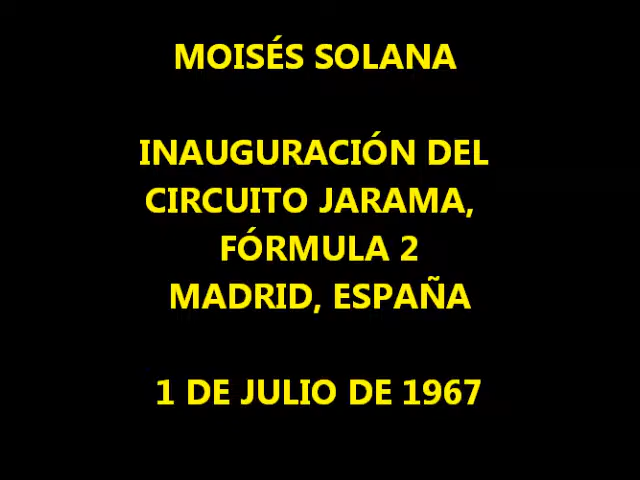 MOISÉS SOLANA
INAUGURACIÓN DEL
CIRCUITO JARAMA,
FÓRMULA 2
MADRID, ESPAÑA
1 DE JULIO DE 1967